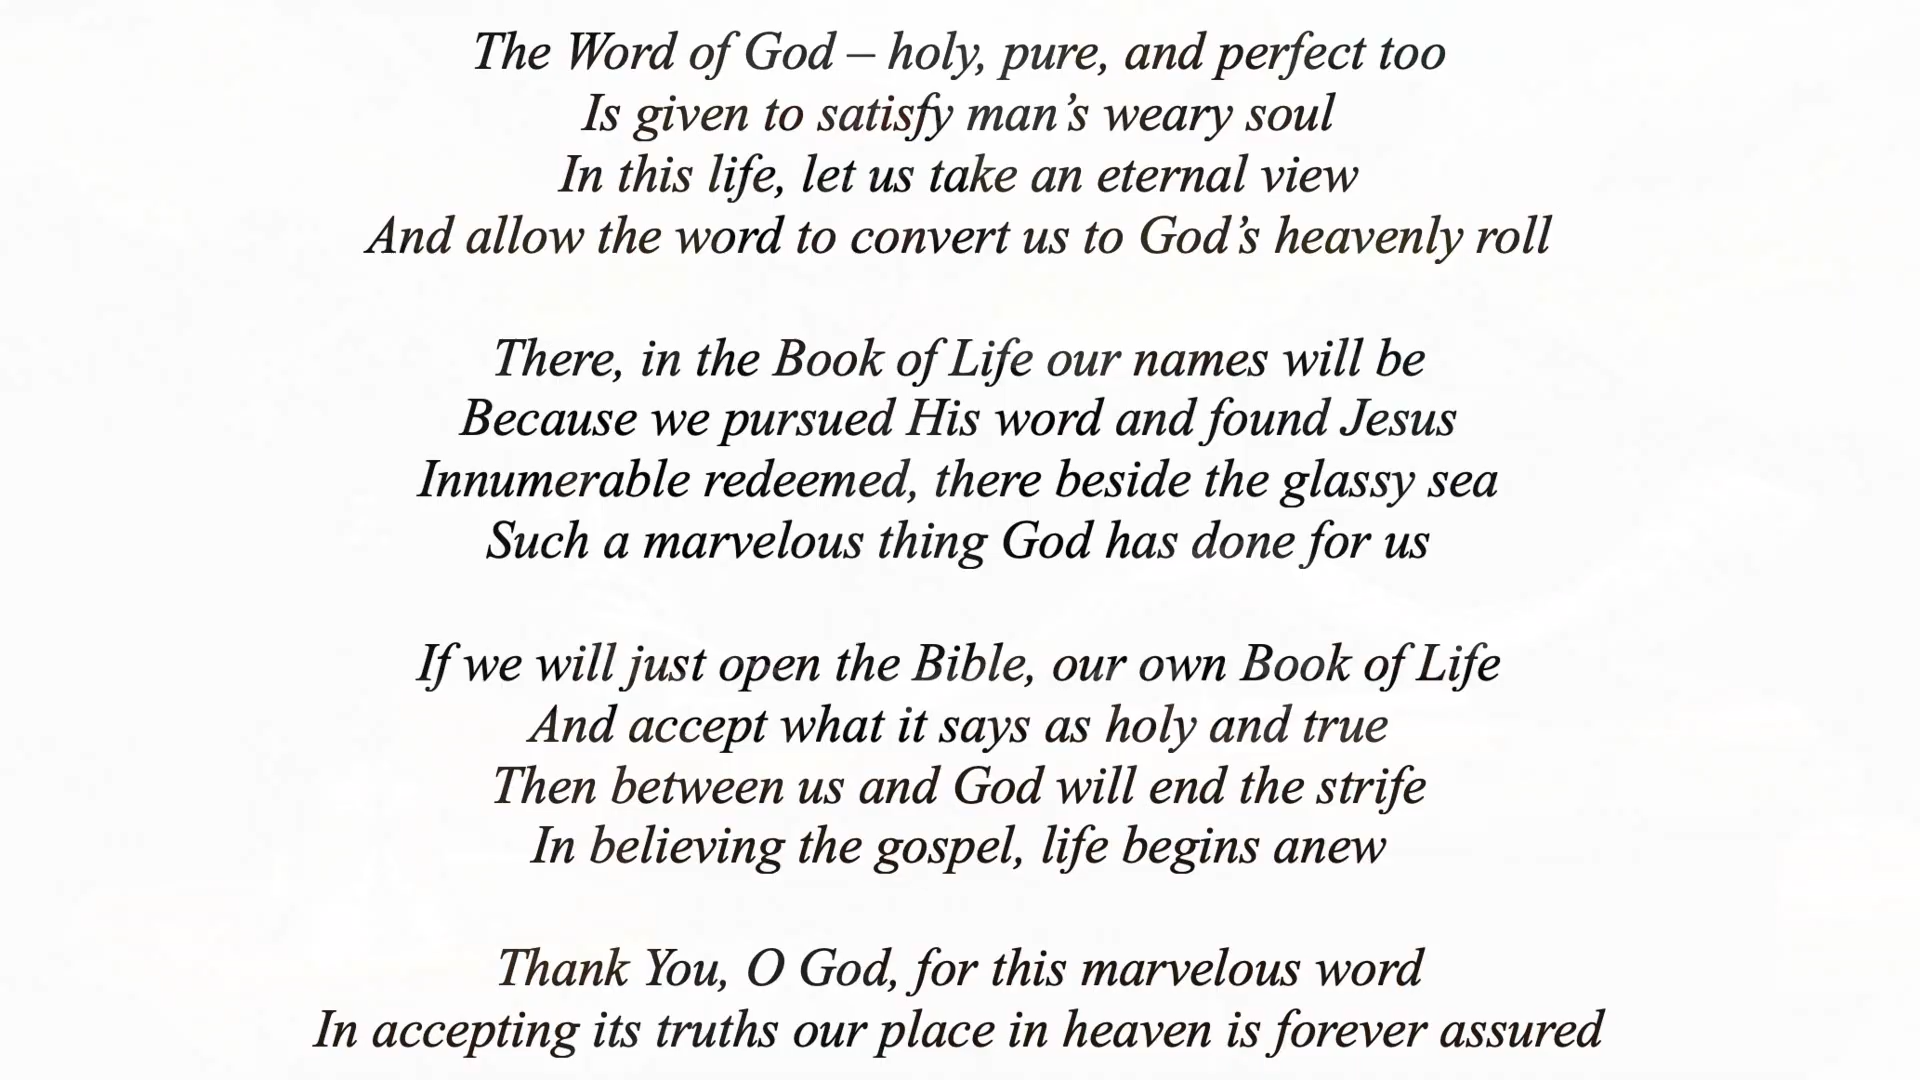 The Word of God – holy, pure, and perfect too
Is given to satisfy man’s weary soul
In this life, let us take an eternal view
And allow the word to convert us to God’s heavenly roll
There, in the Book of Life our names will be
Because we pursued His word and found Jesus
Innumerable redeemed, there beside the glassy sea
Such a marvelous thing God has done for us
If we will just open the Bible, our own Book of Life
And accept what it says as holy and true
Then between us and God will end the strife
In believing the gospel, life begins anew
Thank You, O God, for this marvelous word
In accepting its truths our place in heaven is forever assured